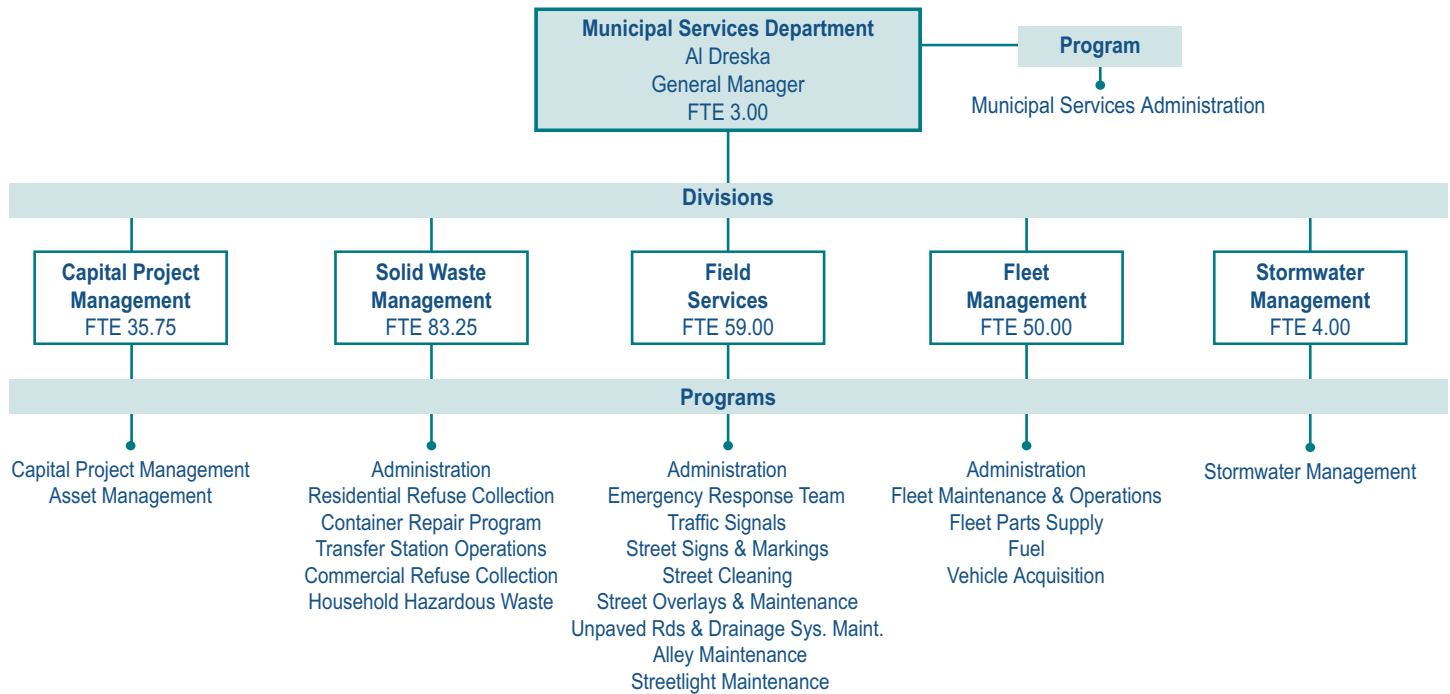 Municipal Services Department
Al Dreska
General Manager
FTE 3.00
Program
Municipal Services Administration
Divisions
Capital Project
Management
FTE 35.75
Solid Waste
Management
FTE 83.25
Field
Services
FTE 59.00
Fleet
Management
FTE 50.00
Stormwater
Management
FTE 4.00
Programs
Capital Project Management
Asset Management
Administration
Residential Refuse Collection
Container Repair Program
Transfer Station Operations
Commercial Refuse Collection
Household Hazardous Waste
Administration
Emergency Response Team
Traffic Signals
Street Signs & Markings
Street Cleaning
Street Overlays & Maintenance
Unpaved Rds & Drainage Sys. Maint.
Alley Maintenance
Streetlight Maintenance
Administration
Fleet Maintenance & Operations
Fleet Parts Supply
Fuel
Vehicle Acquisition
Stormwater Management